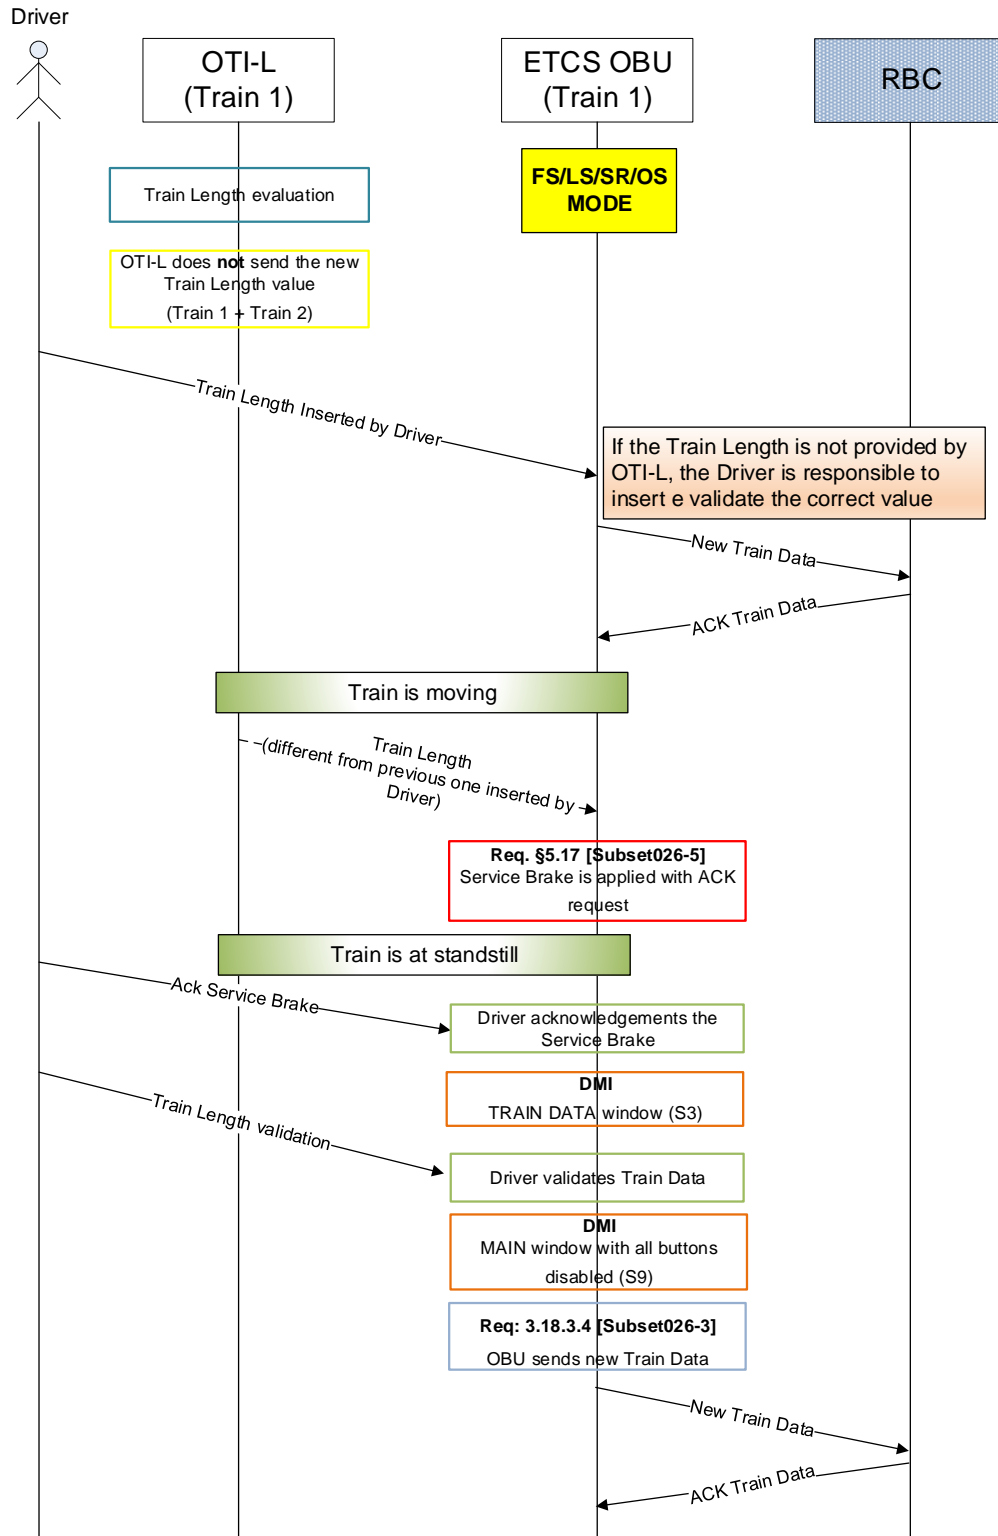 Driver
OTI-L
(Train 1)
ETCS OBU
(Train 1)
RBC
Train Length evaluation
FS/LS/SR/OS
MODE
OTI-L does not send the new
Train Length value
(Train 1 + Train 2)
Train Length Inserted by Driver
If the Train Length is not provided by
OTI-L, the Driver is responsible to
insert e validate the correct value
New Train Data
ACK Train Data
Train is moving
Train Length
(different from previous one inserted by
Driver)
Req. §5.17 [Subset026-5]
Service Brake is applied with ACK
request
Train is at standstill
Ack Service Brake
Driver acknowledgements the
Service Brake
DMI
TRAIN DATA window (S3)
Train Length validation
Driver validates Train Data
DMI
MAIN window with all buttons
disabled (S9)
Req: 3.18.3.4 [Subset026-3]
OBU sends new Train Data
New Train Data
ACK Train Data